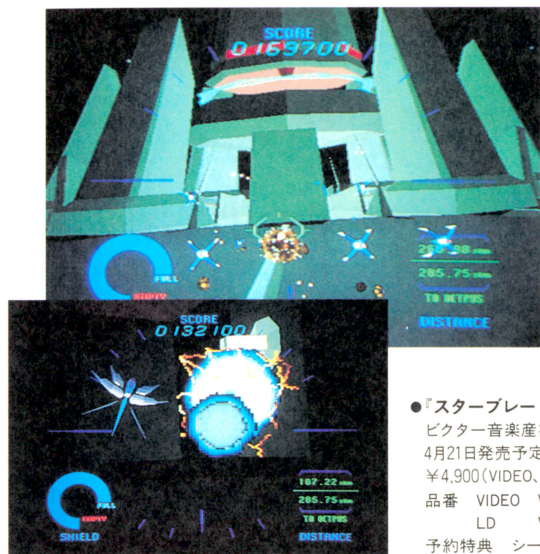 SCORE
0169700
FULL
EMPTY
285.75
TO OCTPUS
DISTANCE
SCORE
0132100
FULL
EMPTY
SHIELD
107.22
285.75
TO OCTPUS
DISTANCE
●『スターブレー
ビクター音楽産
4月21日発売予定
¥4,900(VIDEO、
品番 VIDEO V
LD V
予約特典 シー